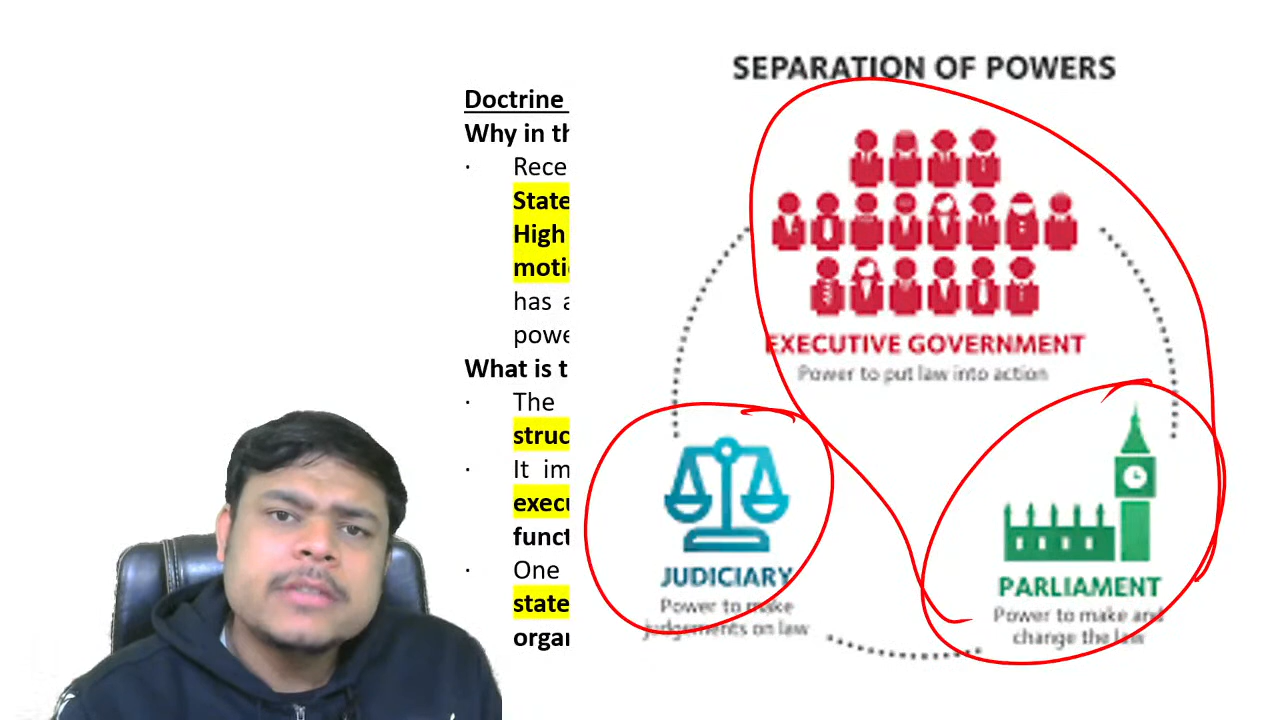 SEPARATION OF POWERS
Doctrine
Why in th
· Rece
State
High
motic
has a
powe
What is t
· The
struc
· It im
execu
funct
· One
state
organ
EXECUTIVE GOVERNMENT
Power to put law into action
JUDICIARY
Power to make
judgements on law
PARLIAMENT
Power to make and
change the law